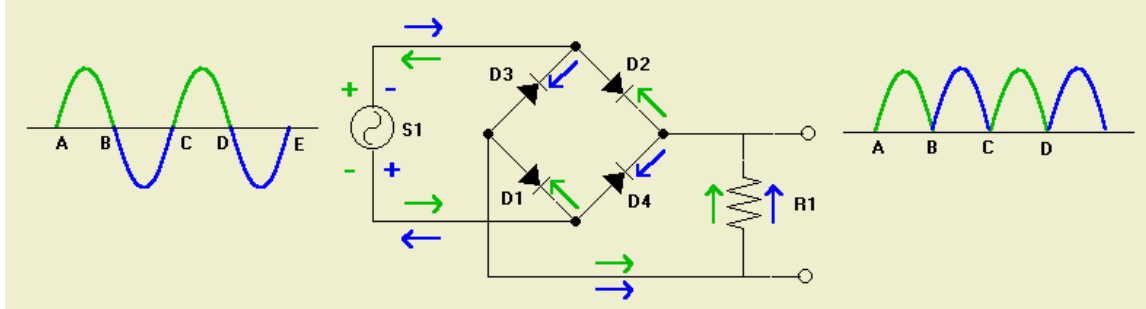 A B C D E
+ -
S1
- +
D3 D2
D1 D4
R1
A B C D